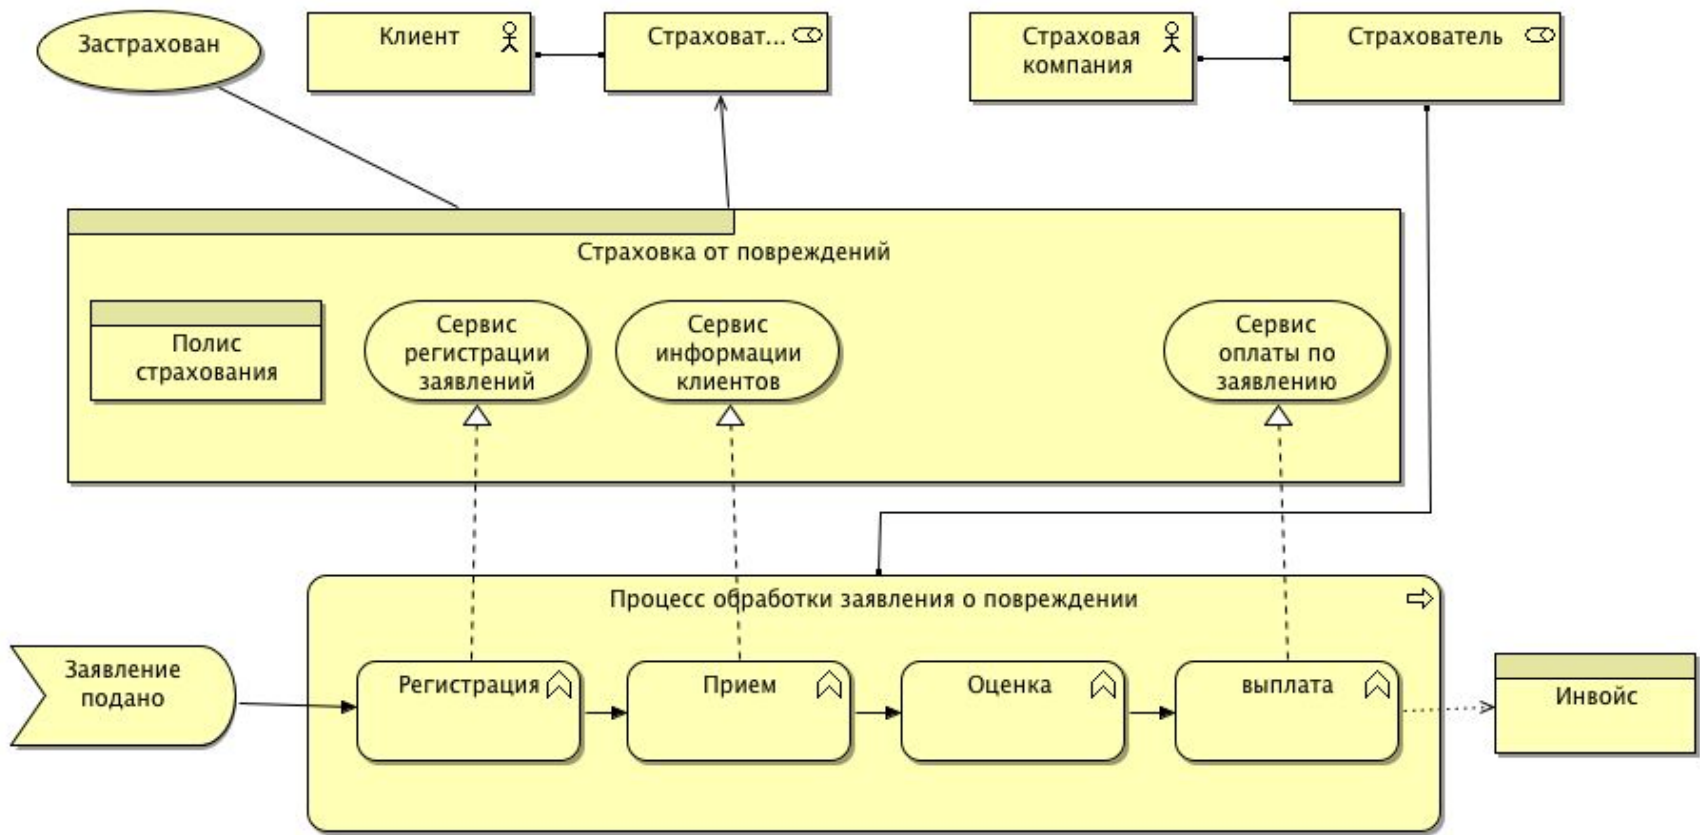 Застрахован
Клиент
Страховат...
Страховая
компания
Страхователь
Страховка от повреждений
Полис
страхования
Сервис
регистрации
заявлений
Сервис
информации
клиентов
Сервис
оплаты по
заявлению
Процесс обработки заявления о повреждении
Заявление
подано
Регистрация
Прием
Оценка
выплата
Инвойс